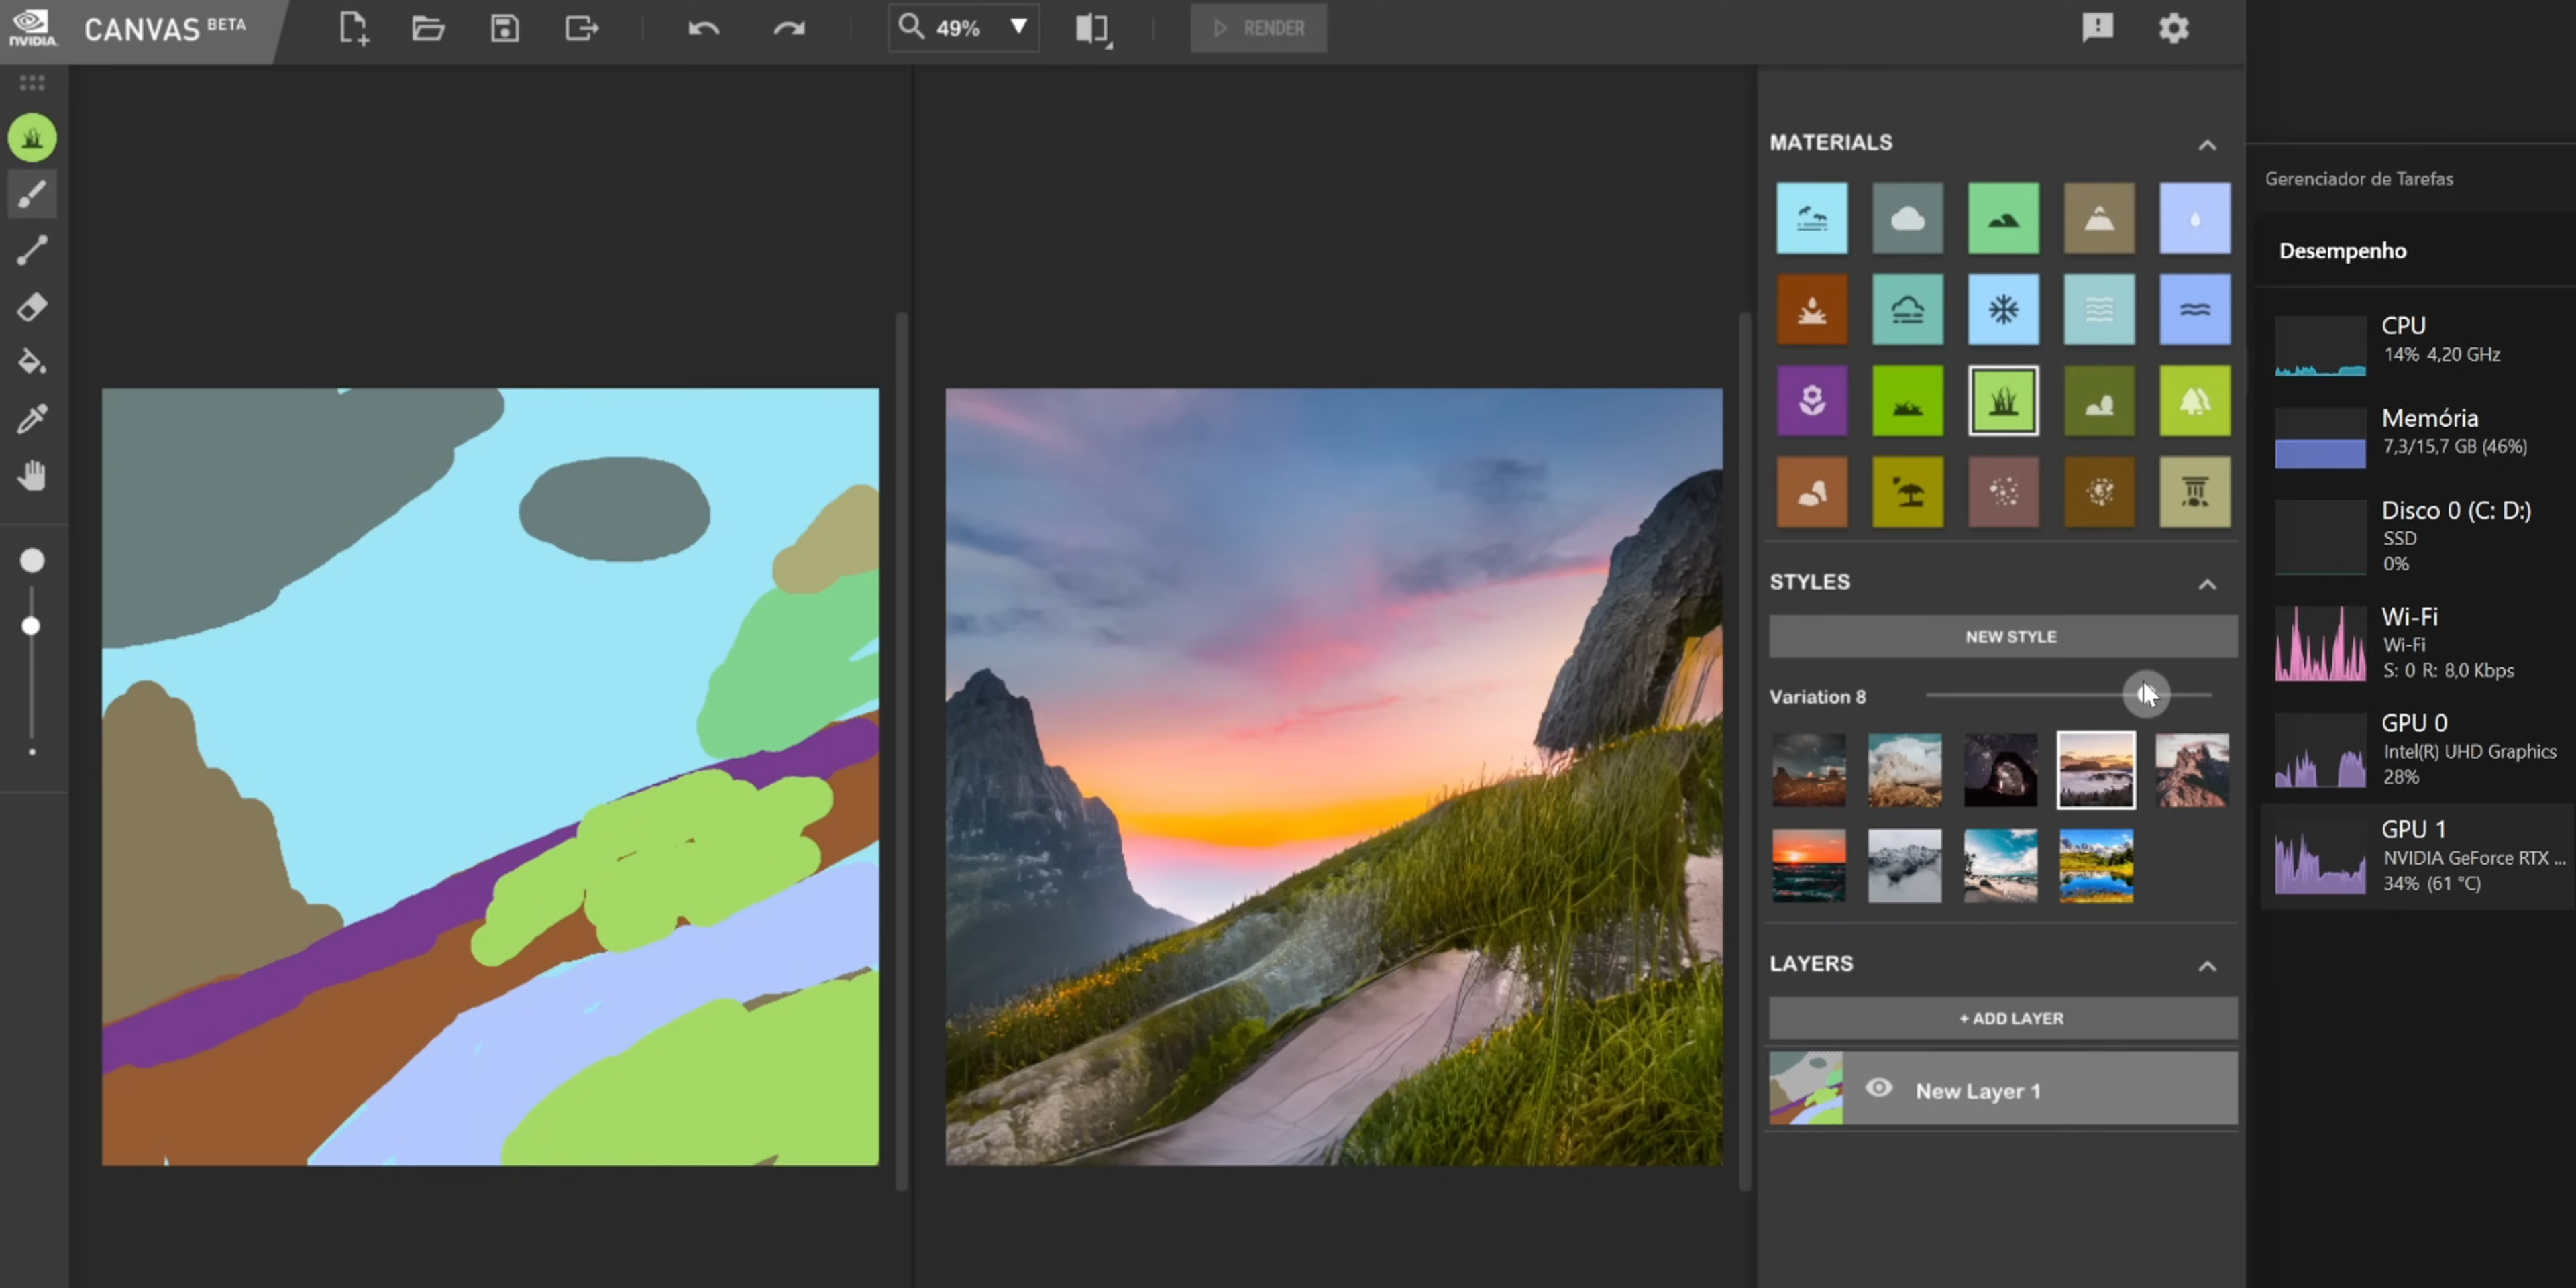 NVIDIA.
CANVAS BETA
49%
RENDER
MATERIALS
STYLES
NEW STYLE
Variation 8
LAYERS
+ ADD LAYER
New Layer 1
Gerenciador de Tarefas
Desempenho
CPU
14% 4,20 GHz
Memória
7,3/15,7 GB (46%)
Disco 0 (C: D:)
SSD
0%
Wi-Fi
Wi-Fi
S: 0 R: 8,0 Kbps
GPU 0
Intel(R) UHD Graphics
28%
GPU 1
NVIDIA GeForce RTX ...
34% (61 °C)